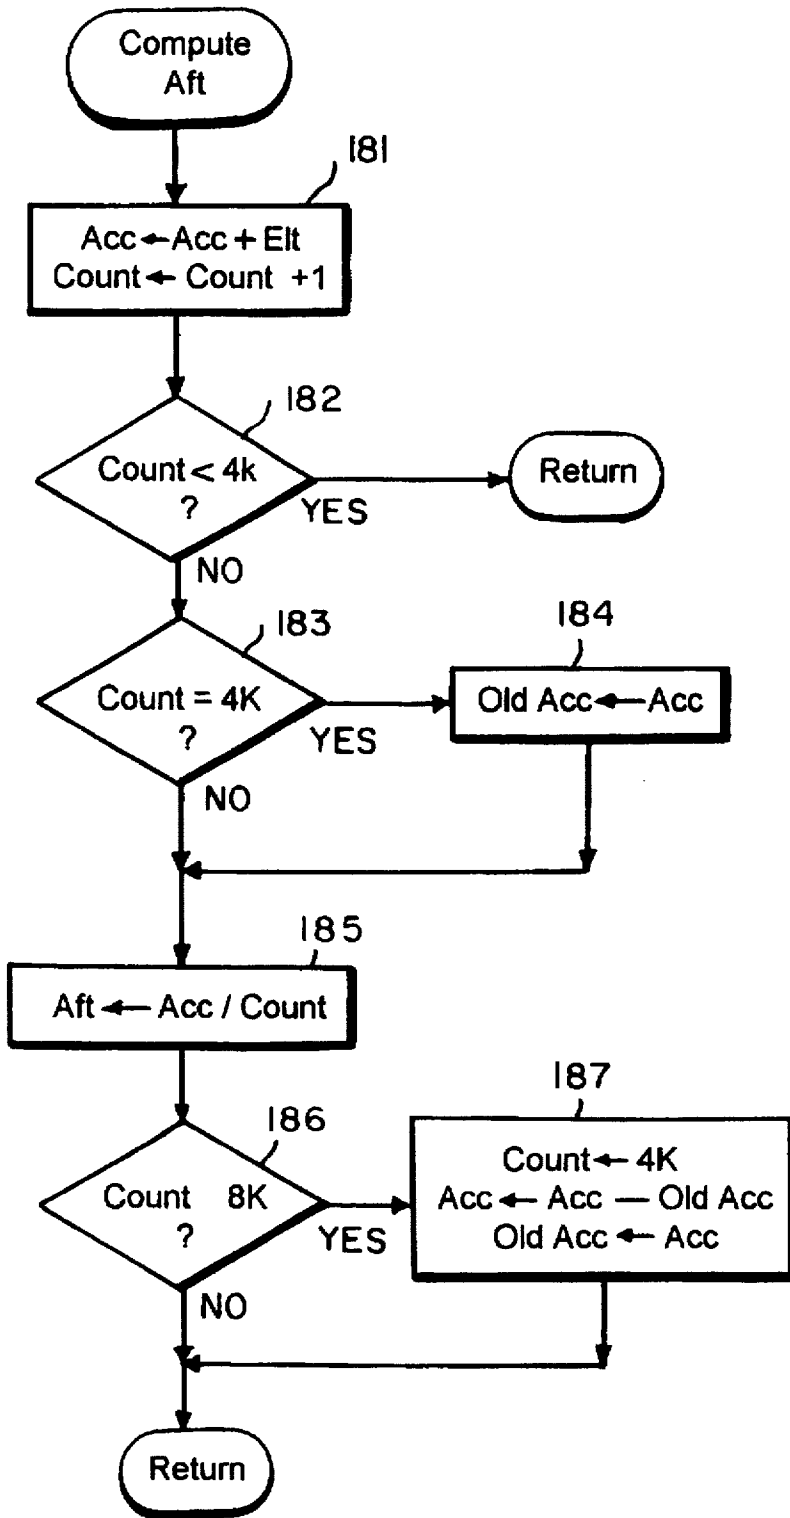 Compute
Aft
181
Acc ← Acc + Elt
Count ← Count +1
182
Count < 4k
?
YES
Return
NO
183
Count = 4K
?
YES
184
Old Acc ← Acc
NO
185
Aft ← Acc / Count
186
Count 8K
?
YES
187
Count ← 4K
Acc ← Acc — Old Acc
Old Acc ← Acc
NO
Return